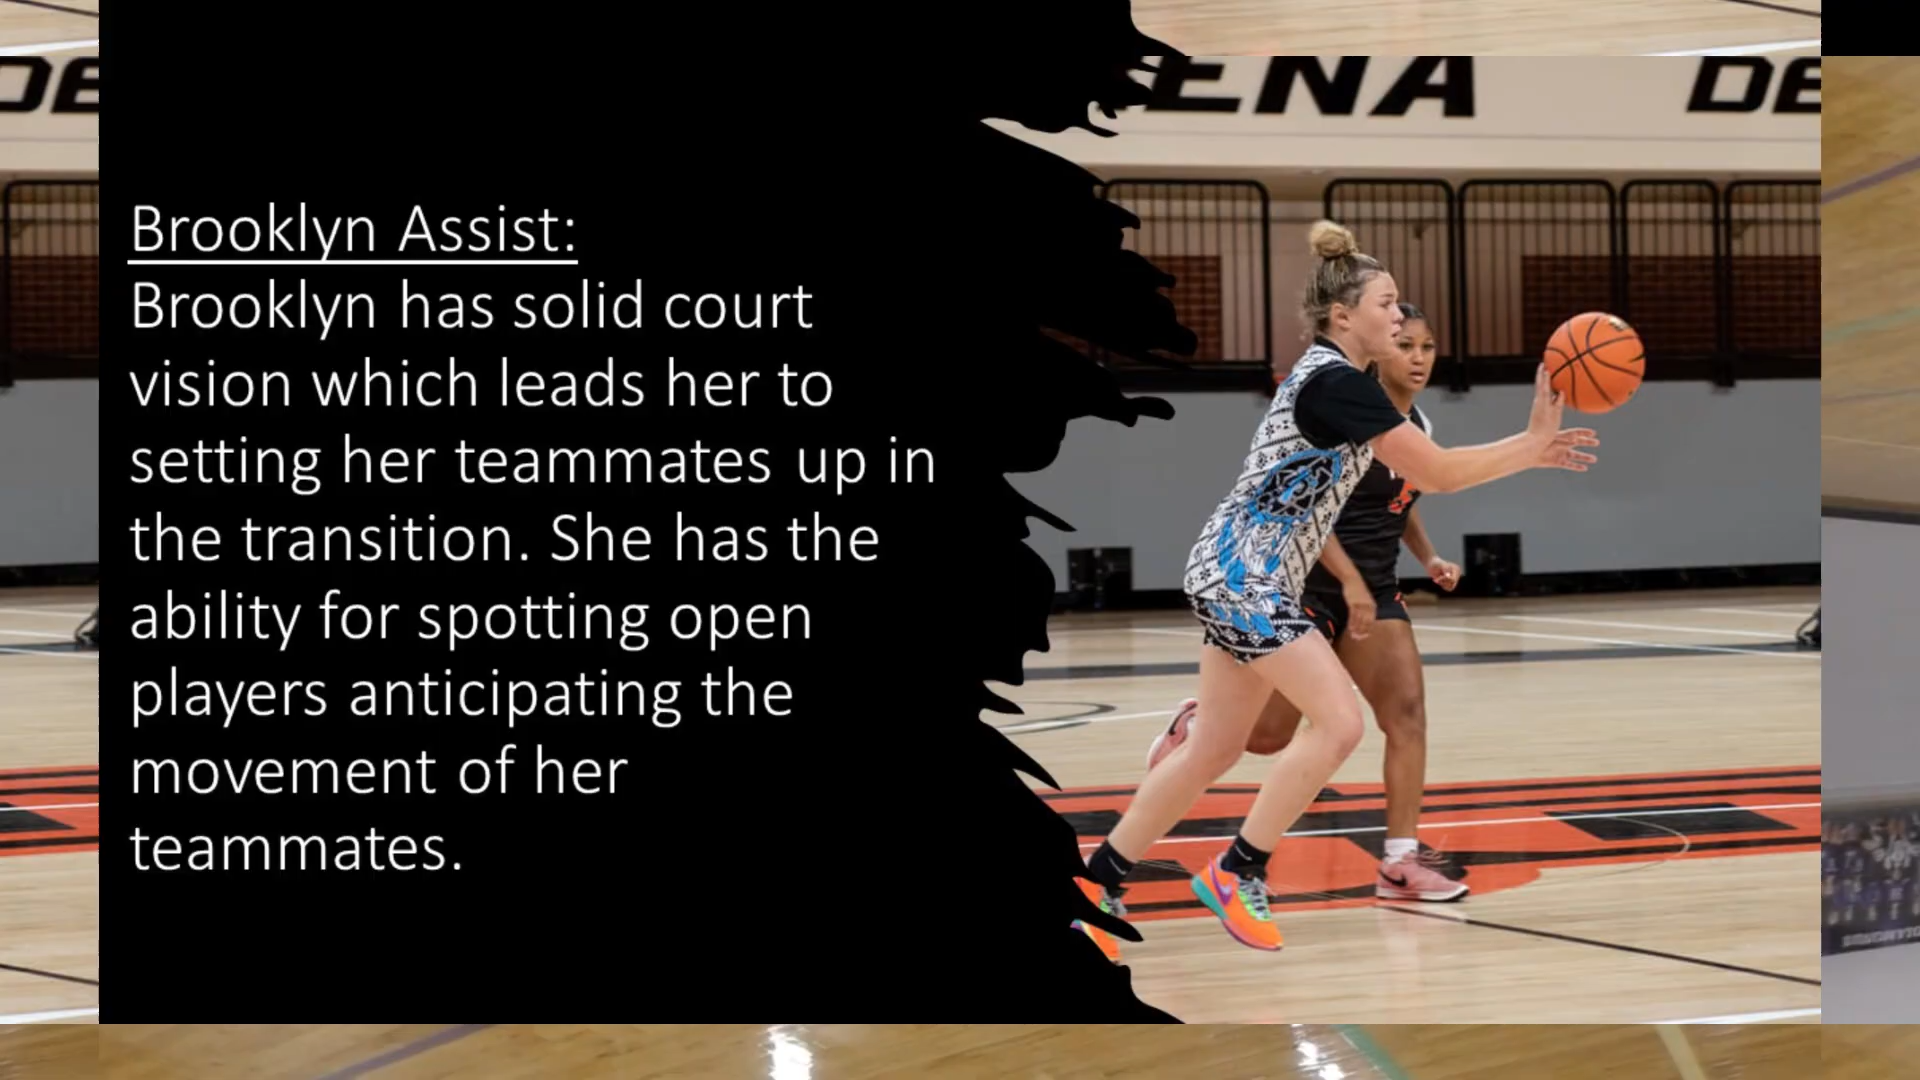 Brooklyn Assist:
Brooklyn has solid court
vision which leads her to
setting her teammates up in
the transition. She has the
ability for spotting open
players anticipating the
movement of her
teammates.
ENA
DE
DE